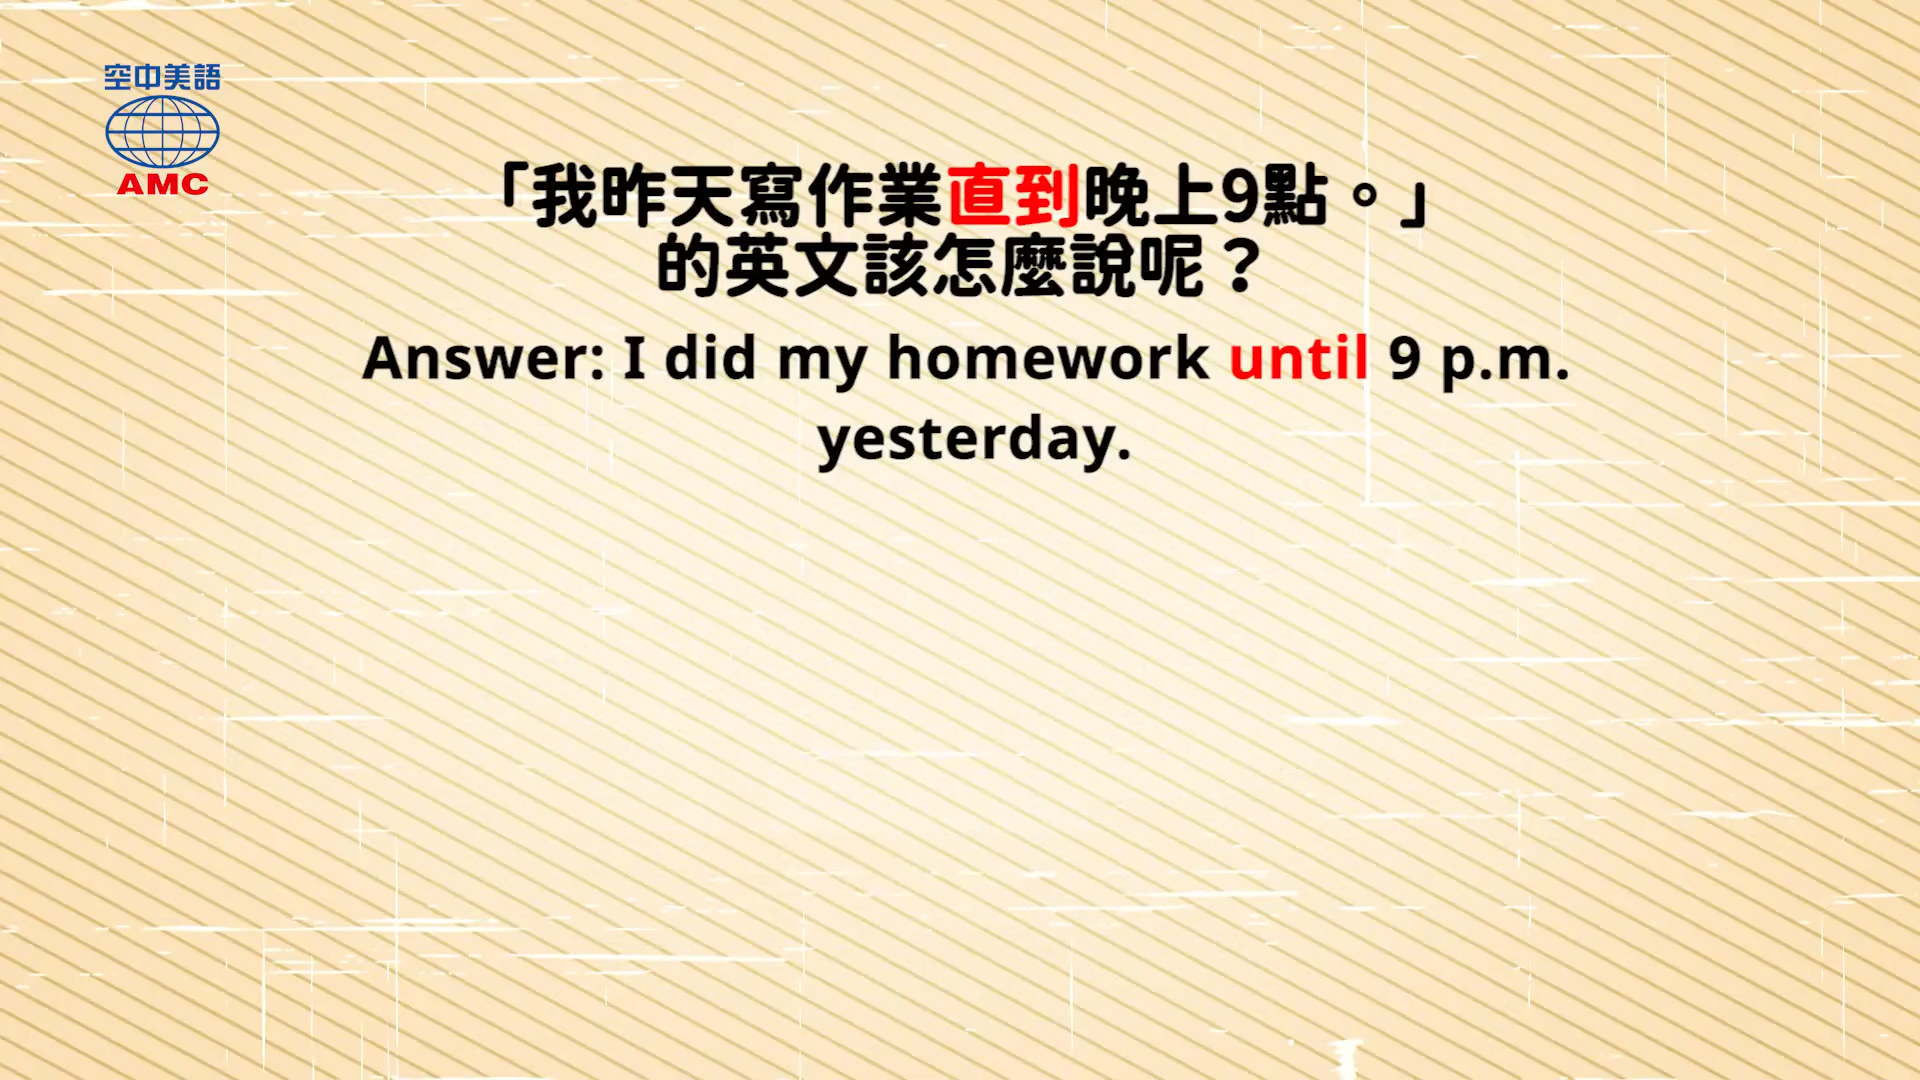 空中美語
AMC
「我昨天寫作業直到晚上9點。」
的英文該怎麼說呢？
Answer: I did my homework until 9 p.m.
yesterday.